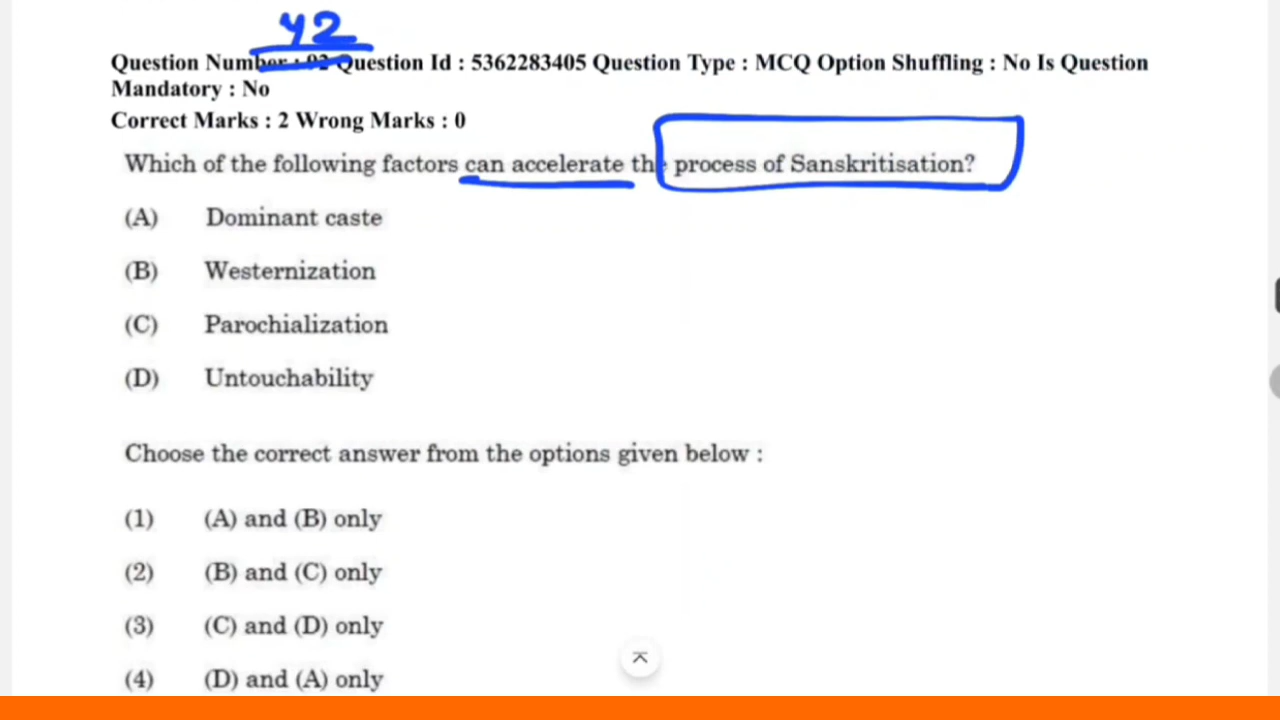 42
Question Number : 92 Question Id : 5362283405 Question Type : MCQ Option Shuffling : No Is Question
Mandatory : No
Correct Marks : 2 Wrong Marks : 0
Which of the following factors can accelerate the process of Sanskritisation?
(A) Dominant caste
(B) Westernization
(C) Parochialization
(D) Untouchability
Choose the correct answer from the options given below :
(1) (A) and (B) only
(2) (B) and (C) only
(3) (C) and (D) only
(4) (D) and (A) only